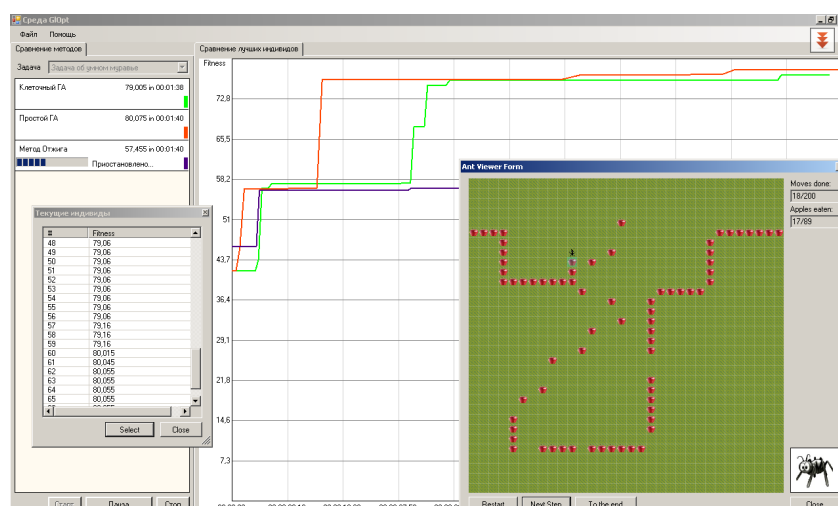 Среда GlOpt
Файл Помощь
Сравнение методов
Сравнение лучших индивидов
Задача Задача об умном муравье
Клеточный ГА 79,005 in 00:01:38
Простой ГА 80,075 in 00:01:40
Метод Отжига 57,455 in 00:01:40
Приостановлено...
Fitness
72,8
65,5
58,2
51
43,7
36,4
29,1
21,8
14,6
7,3
Текущие индивиды
# Fitness
48 79,06
49 79,06
50 79,06
51 79,06
52 79,06
53 79,06
54 79,06
55 79,06
56 79,06
57 79,16
58 79,16
59 79,16
60 80,015
61 80,045
62 80,055
63 80,055
64 80,055
65 80,055
Select Close
Ant Viewer Form
Moves done:
18/200
Apples eaten:
17/89
Restart Next Step To the end Close
Старт Пауза Стоп